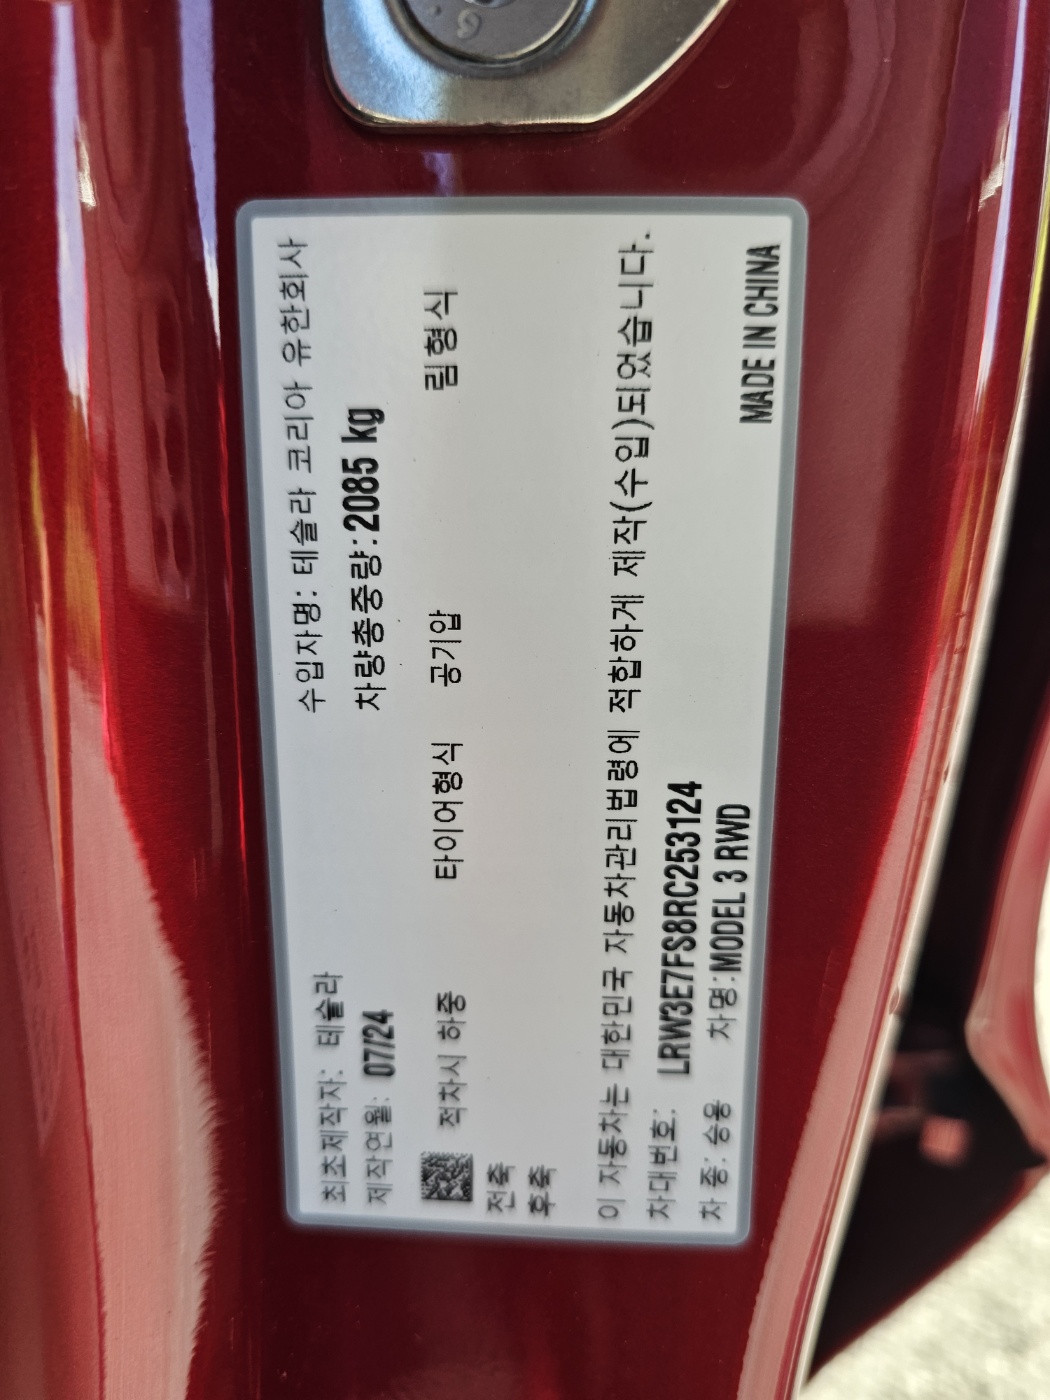 최초제작자: 테슬라 수입자명: 테슬라 코리아 유한회사
제작연월: 07/24 차량총중량: 2085 kg
적차시 하중 타이어형식 공기압 림형식
전축
후축
이 자동차는 대한민국 자동차관리법령에 적합하게 제작(수입)되었습니다.
차대번호: LRW3E7FS8RC253124
차 종: 승용 차명: MODEL 3 RWD MADE IN CHINA